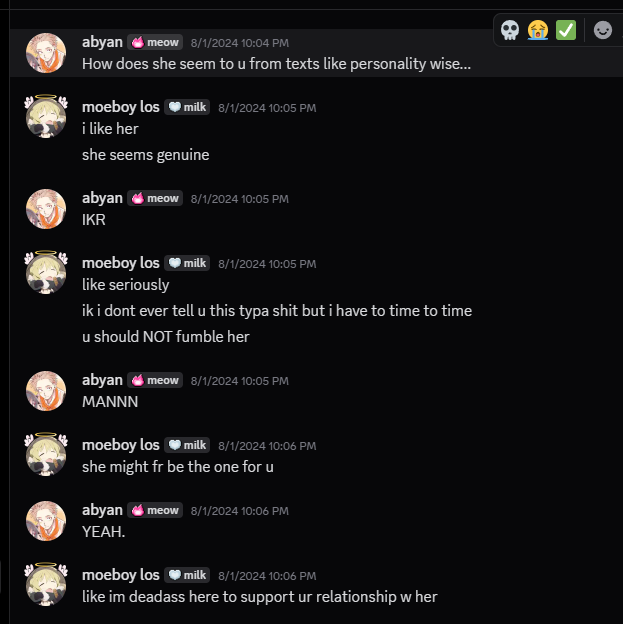 abyan meow 8/1/2024 10:04 PM
How does she seem to u from texts like personality wise...
moeboy los milk 8/1/2024 10:05 PM
i like her
she seems genuine
abyan meow 8/1/2024 10:05 PM
IKR
moeboy los milk 8/1/2024 10:05 PM
like seriously
ik i dont ever tell u this typa shit but i have to time to time
u should NOT fumble her
abyan meow 8/1/2024 10:05 PM
MANNN
moeboy los milk 8/1/2024 10:06 PM
she might fr be the one for u
abyan meow 8/1/2024 10:06 PM
YEAH.
moeboy los milk 8/1/2024 10:06 PM
like im deadass here to support ur relationship w her